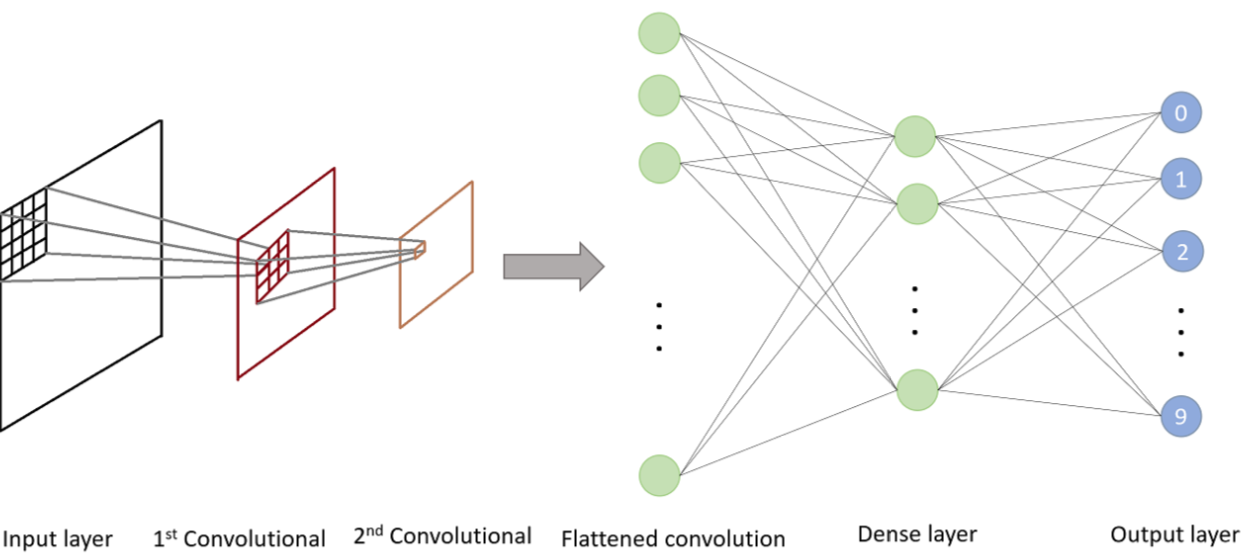 0
1
2
9
Input layer
1st Convolutional
2nd Convolutional
Flattened convolution
Dense layer
Output layer